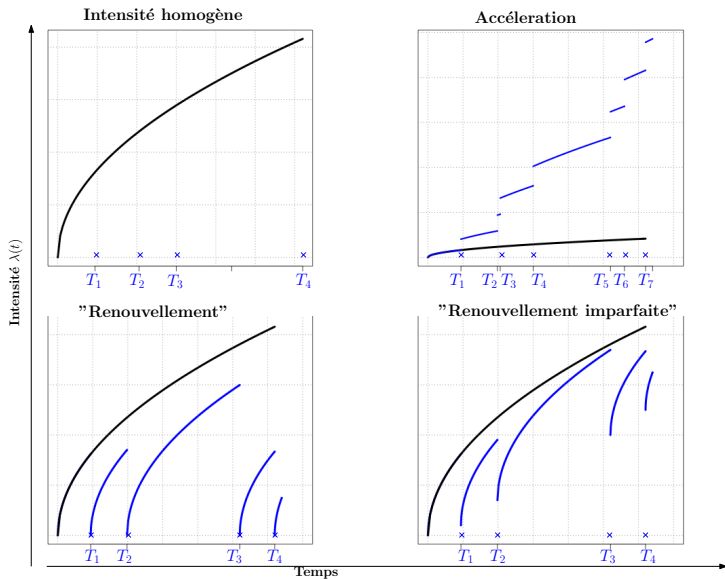 Intensité homogène
Accélération
T1 T2 T3 T4
T1 T2 T3 T4 T5 T6 T7
Intensité λ(t)
"Renouvellement"
"Renouvellement imparfaite"
T1 T2 T3 T4
T1 T2 T3 T4
Temps